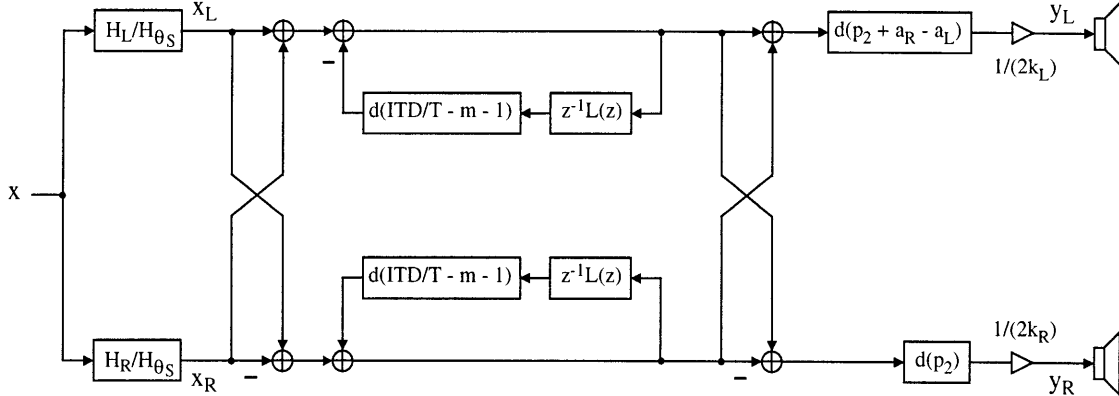 x_L
H_L/H_θS
d(p_2 + a_R - a_L)
y_L
1/(2k_L)
−
d(ITD/T - m - 1)
z^-1L(z)
x
d(ITD/T - m - 1)
z^-1L(z)
H_R/H_θS
x_R
−
−
d(p_2)
1/(2k_R)
y_R